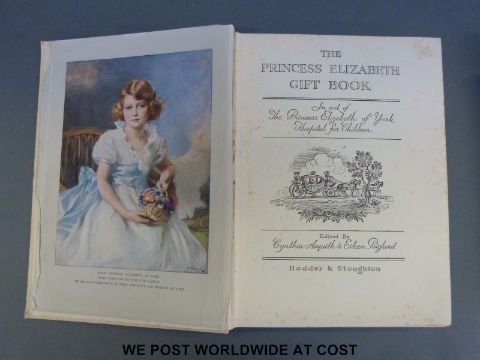 THE
PRINCESS ELIZABETH
GIFT BOOK
In aid of
The Princess Elizabeth of York
Hospital for Children
Edited By
Cynthia Asquith & Eileen Bigland
Hodder & Stoughton
WE POST WORLDWIDE AT COST